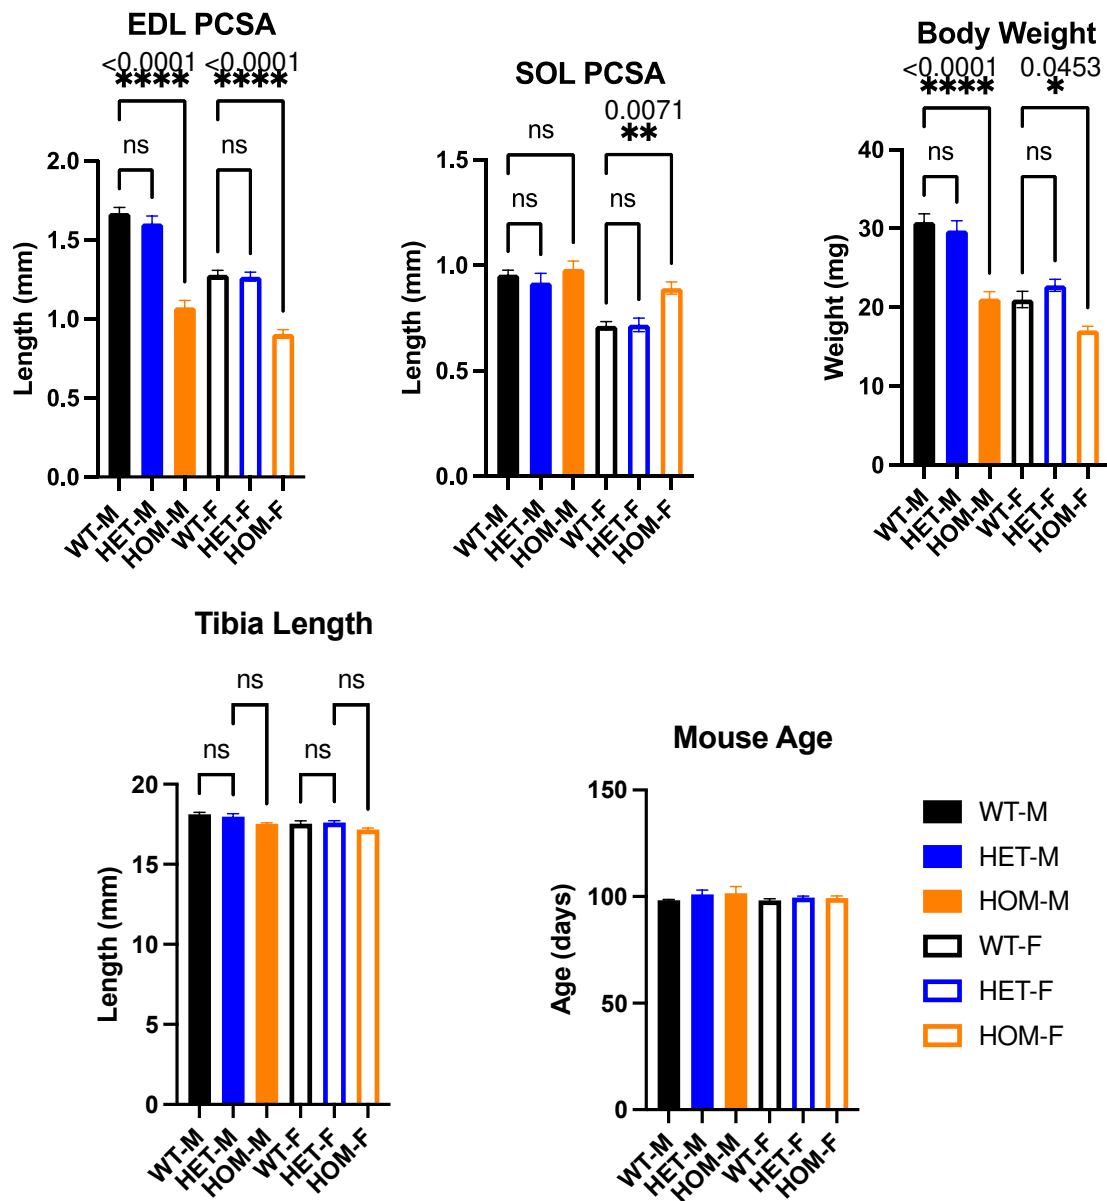 EDL PCSA
<0.0001 <0.0001
**** ****
ns ns
2.0
1.5
1.0
0.5
0.0
Length (mm)
WT-M
HET-M
HOM-M
WT-F
HET-F
HOM-F
SOL PCSA
0.0071
ns **
ns ns
1.5
1.0
0.5
0.0
Length (mm)
WT-M
HET-M
HOM-M
WT-F
HET-F
HOM-F
Body Weight
<0.0001 0.0453
**** *
ns ns
40
30
20
10
0
Weight (mg)
WT-M
HET-M
HOM-M
WT-F
HET-F
HOM-F
Tibia Length
ns ns
ns ns
20
15
10
5
0
Length (mm)
WT-M
HET-M
HOM-M
WT-F
HET-F
HOM-F
Mouse Age
150
100
50
0
Age (days)
WT-M
HET-M
HOM-M
WT-F
HET-F
HOM-F
WT-M
HET-M
HOM-M
WT-F
HET-F
HOM-F